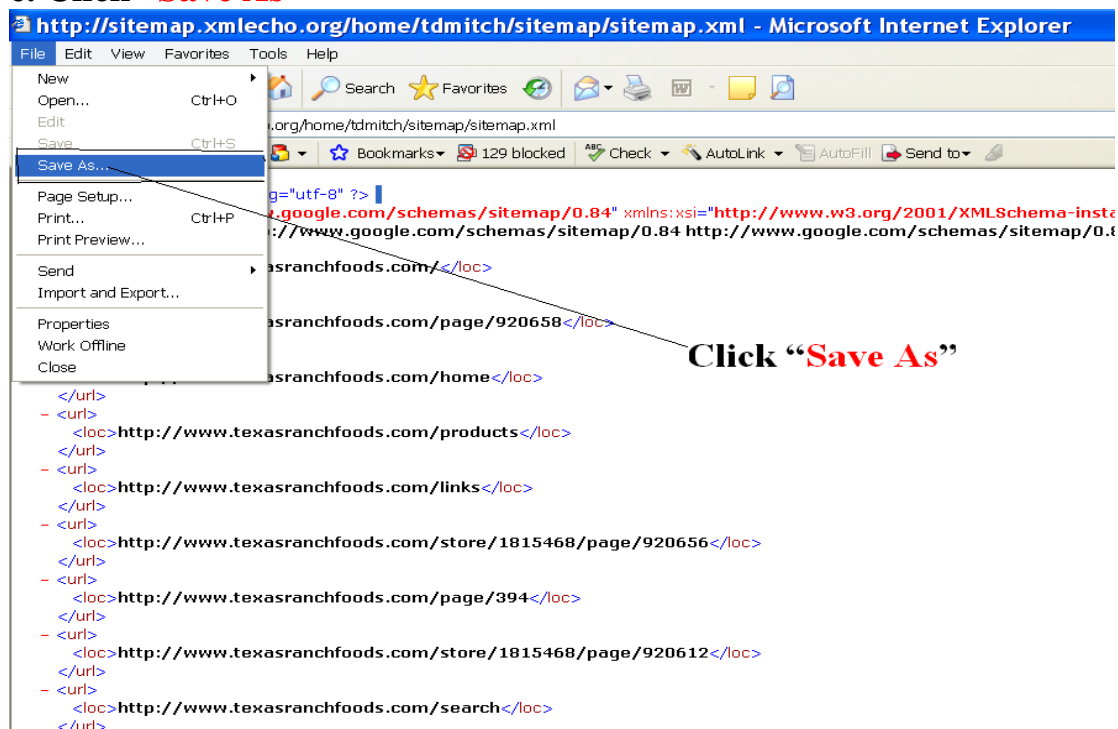 http://sitemap.xmlecho.org/home/tdmitch/sitemap/sitemap.xml - Microsoft Internet Explorer
File Edit View Favorites Tools Help
New
Open... Ctrl+O
Edit
Save Ctrl+S
Save As...
Page Setup...
Print... Ctrl+P
Print Preview...
Send
Import and Export...
Properties
Work Offline
Close
Search Favorites
.org/home/tdmitch/sitemap/sitemap.xml
Bookmarks 129 blocked ABC Check AutoLink AutoFill Send to
g="utf-8" ?>
.google.com/schemas/sitemap/0.84" xmlns:xsi="http://www.w3.org/2001/XMLSchema-insta
://www.google.com/schemas/sitemap/0.84 http://www.google.com/schemas/sitemap/0.8
asranchfoods.com/</loc>
asranchfoods.com/page/920658</loc>
Click “Save As”
asranchfoods.com/home</loc>
</url>
- <url>
<loc>http://www.texasranchfoods.com/products</loc>
</url>
- <url>
<loc>http://www.texasranchfoods.com/links</loc>
</url>
- <url>
<loc>http://www.texasranchfoods.com/store/1815468/page/920656</loc>
</url>
- <url>
<loc>http://www.texasranchfoods.com/page/394</loc>
</url>
- <url>
<loc>http://www.texasranchfoods.com/store/1815468/page/920612</loc>
</url>
- <url>
<loc>http://www.texasranchfoods.com/search</loc>
</url>